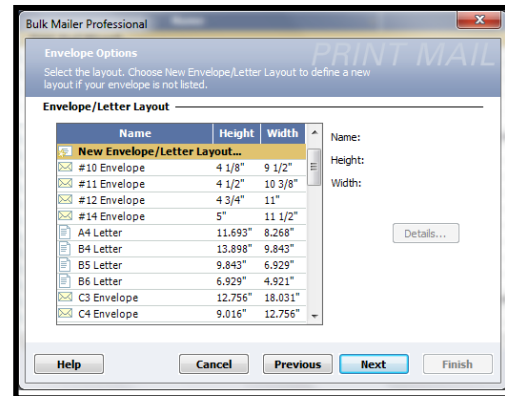 Bulk Mailer Professional
PRINT MAIL
Envelope Options
Select the layout. Choose New Envelope/Letter Layout to define a new
layout if your envelope is not listed.
Envelope/Letter Layout
Name Height Width
New Envelope/Letter Layout...
#10 Envelope 4 1/8" 9 1/2"
#11 Envelope 4 1/2" 10 3/8"
#12 Envelope 4 3/4" 11"
#14 Envelope 5" 11 1/2"
A4 Letter 11.693" 8.268"
B4 Letter 13.898" 9.843"
B5 Letter 9.843" 6.929"
B6 Letter 6.929" 4.921"
C3 Envelope 12.756" 18.031"
C4 Envelope 9.016" 12.756"
Name:
Height:
Width:
Details...
Help Cancel Previous Next Finish